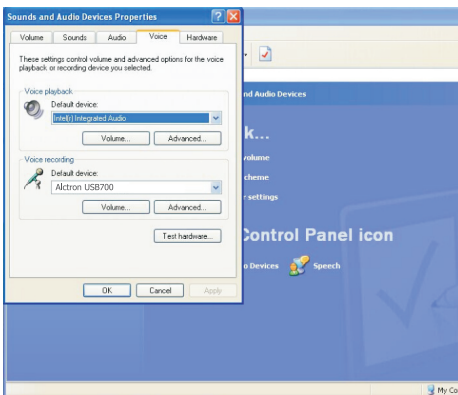 Sounds and Audio Devices Properties
Volume Sounds Audio Voice Hardware
These settings control volume and advanced options for the voice
playback or recording device you selected.
Voice playback
Default device:
Intel(r) Integrated Audio
Volume... Advanced...
Voice recording
Default device:
Alctron USB700
Volume... Advanced...
Test hardware...
OK Cancel Apply
nd Audio Devices
k...
volume
cheme
r settings
Control Panel icon
o Devices Speech
My Co